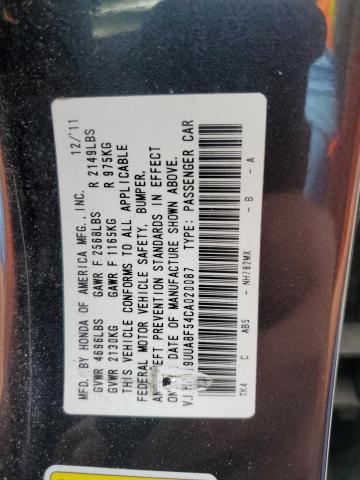 MFD. BY HONDA OF AMERICA MFG., INC. 12/'11
GVWR 4696LBS GAWR F 2568LBS R 2149LBS
GVWR 2130KG GAWR F 1165KG R 975KG
THIS VEHICLE CONFORMS TO ALL APPLICABLE
FEDERAL MOTOR VEHICLE SAFETY, BUMPER,
AND THEFT PREVENTION STANDARDS IN EFFECT
ON DATE OF MANUFACTURE SHOWN ABOVE.
19UUA8F54CA020087 TYPE: PASSENGER CAR
TK4 C AB5 - NH782MX - B - A